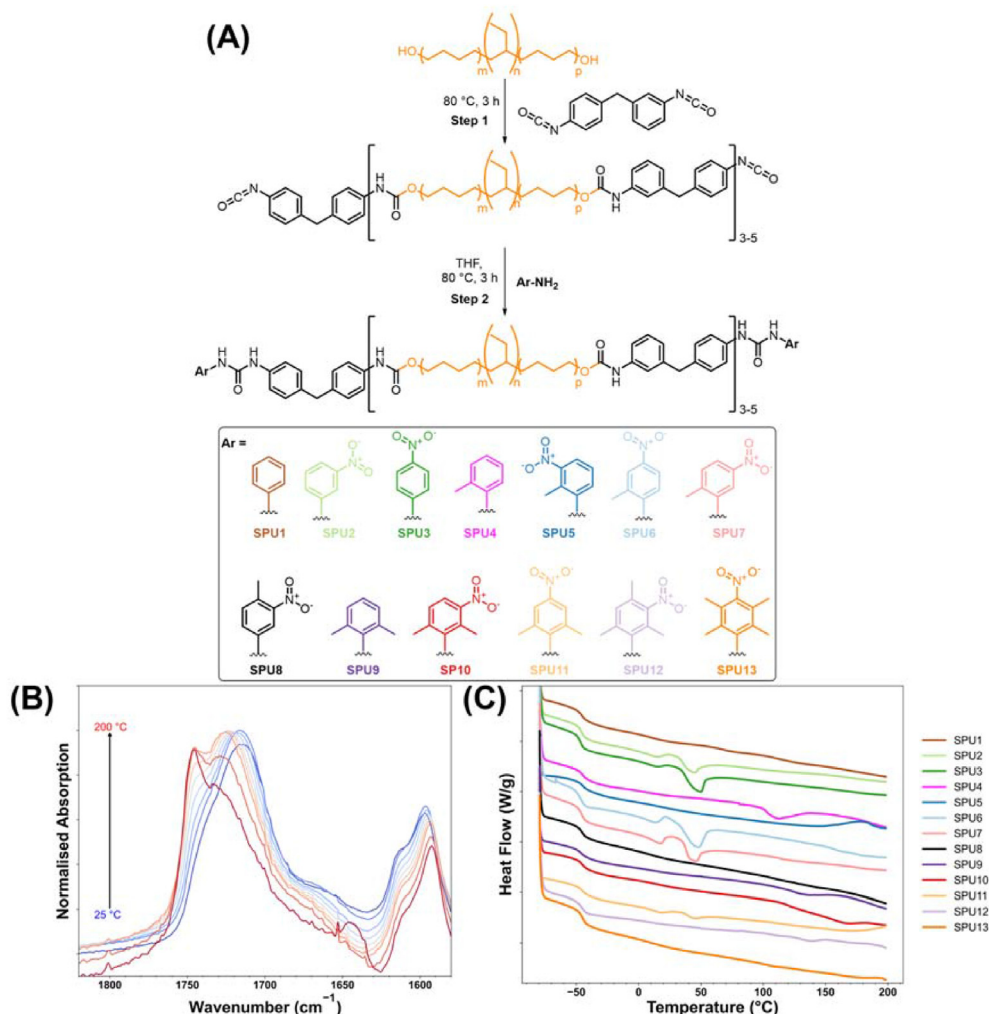 (A)
HO
m
n
p
OH
80 °C, 3 h
Step 1
O=C=N
N=C=O
O=C=N
H
N
O
O
m
n
p
O
O
N
H
N=C=O
3-5
THF,
80 °C, 3 h
Step 2
Ar-NH2
H
N
H
N
Ar
O
H
N
O
O
m
n
p
O
O
N
H
H
N
H
N
O
Ar
3-5
Ar =
O N+ O-
SPU1 SPU2 SPU3 SPU4 SPU5 SPU6 SPU7
SPU8 SPU9 SP10 SPU11 SPU12 SPU13
(B)
200 °C
25 °C
Normalised Absorption
1800 1750 1700 1650 1600
Wavenumber (cm−1)
(C)
Heat Flow (W/g)
−50 0 50 100 150 200
Temperature (°C)
SPU1
SPU2
SPU3
SPU4
SPU5
SPU6
SPU7
SPU8
SPU9
SPU10
SPU11
SPU12
SPU13